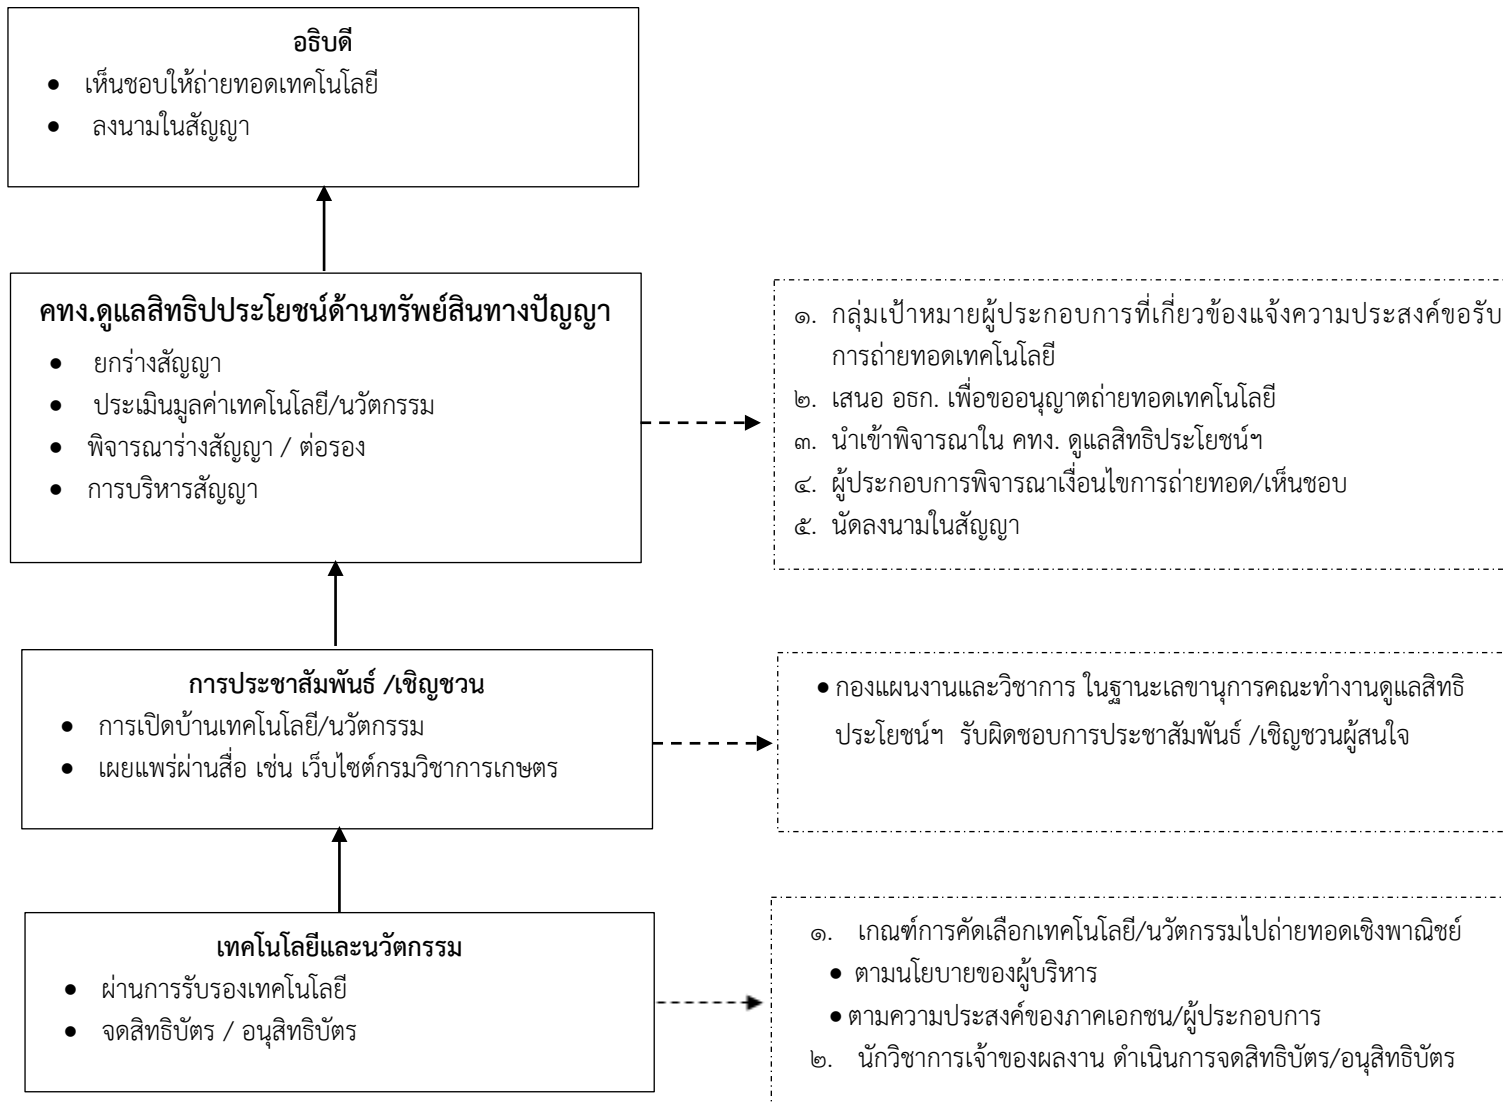 อธิบดี
● เห็นชอบให้ถ่ายทอดเทคโนโลยี
● ลงนามในสัญญา
คทง.ดูแลสิทธิปประโยชน์ด้านทรัพย์สินทางปัญญา
● ยกร่างสัญญา
● ประเมินมูลค่าเทคโนโลยี/นวัตกรรม
● พิจารณาร่างสัญญา / ต่อรอง
● การบริหารสัญญา
๑. กลุ่มเป้าหมายผู้ประกอบการที่เกี่ยวข้องแจ้งความประสงค์ขอรับ
การถ่ายทอดเทคโนโลยี
๒. เสนอ อธก. เพื่อขออนุญาตถ่ายทอดเทคโนโลยี
๓. นำเข้าพิจารณาใน คทง. ดูแลสิทธิประโยชน์ฯ
๔. ผู้ประกอบการพิจารณาเงื่อนไขการถ่ายทอด/เห็นชอบ
๕. นัดลงนามในสัญญา
การประชาสัมพันธ์ /เชิญชวน
● การเปิดบ้านเทคโนโลยี/นวัตกรรม
● เผยแพร่ผ่านสื่อ เช่น เว็บไซต์กรมวิชาการเกษตร
● กองแผนงานและวิชาการ ในฐานะเลขานุการคณะทำงานดูแลสิทธิ
ประโยชน์ฯ รับผิดชอบการประชาสัมพันธ์ /เชิญชวนผู้สนใจ
เทคโนโลยีและนวัตกรรม
● ผ่านการรับรองเทคโนโลยี
● จดสิทธิบัตร / อนุสิทธิบัตร
๑. เกณฑ์การคัดเลือกเทคโนโลยี/นวัตกรรมไปถ่ายทอดเชิงพาณิชย์
● ตามนโยบายของผู้บริหาร
● ตามความประสงค์ของภาคเอกชน/ผู้ประกอบการ
๒. นักวิชาการเจ้าของผลงาน ดำเนินการจดสิทธิบัตร/อนุสิทธิบัตร